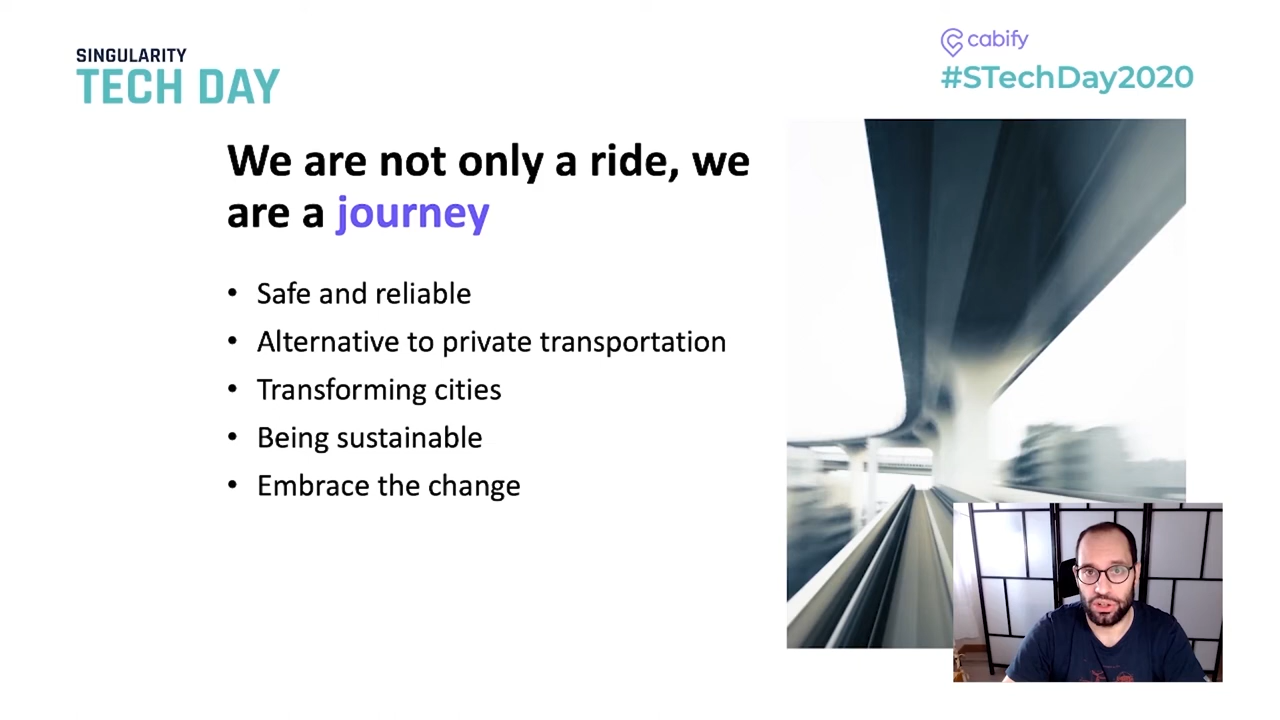 SINGULARITY
TECH DAY
cabify
#STechDay2020
We are not only a ride, we
are a journey
• Safe and reliable
• Alternative to private transportation
• Transforming cities
• Being sustainable
• Embrace the change